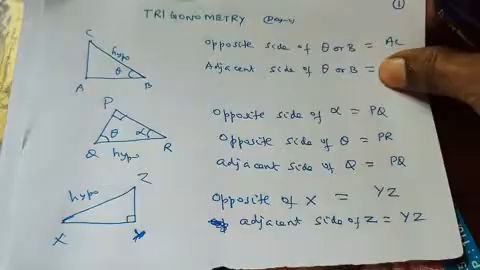 TRIGONOMETRY
1
C
hypo
θ
A
B
opposite side of θ or B = AC
Adjacent side of θ or B =
P
θ
α
Q
hypo
R
opposite side of α = PQ
opposite side of θ = PR
adjacent side of Q = PQ
hypo
Z
X
opposite of X = YZ
adjacent side of Z = YZ